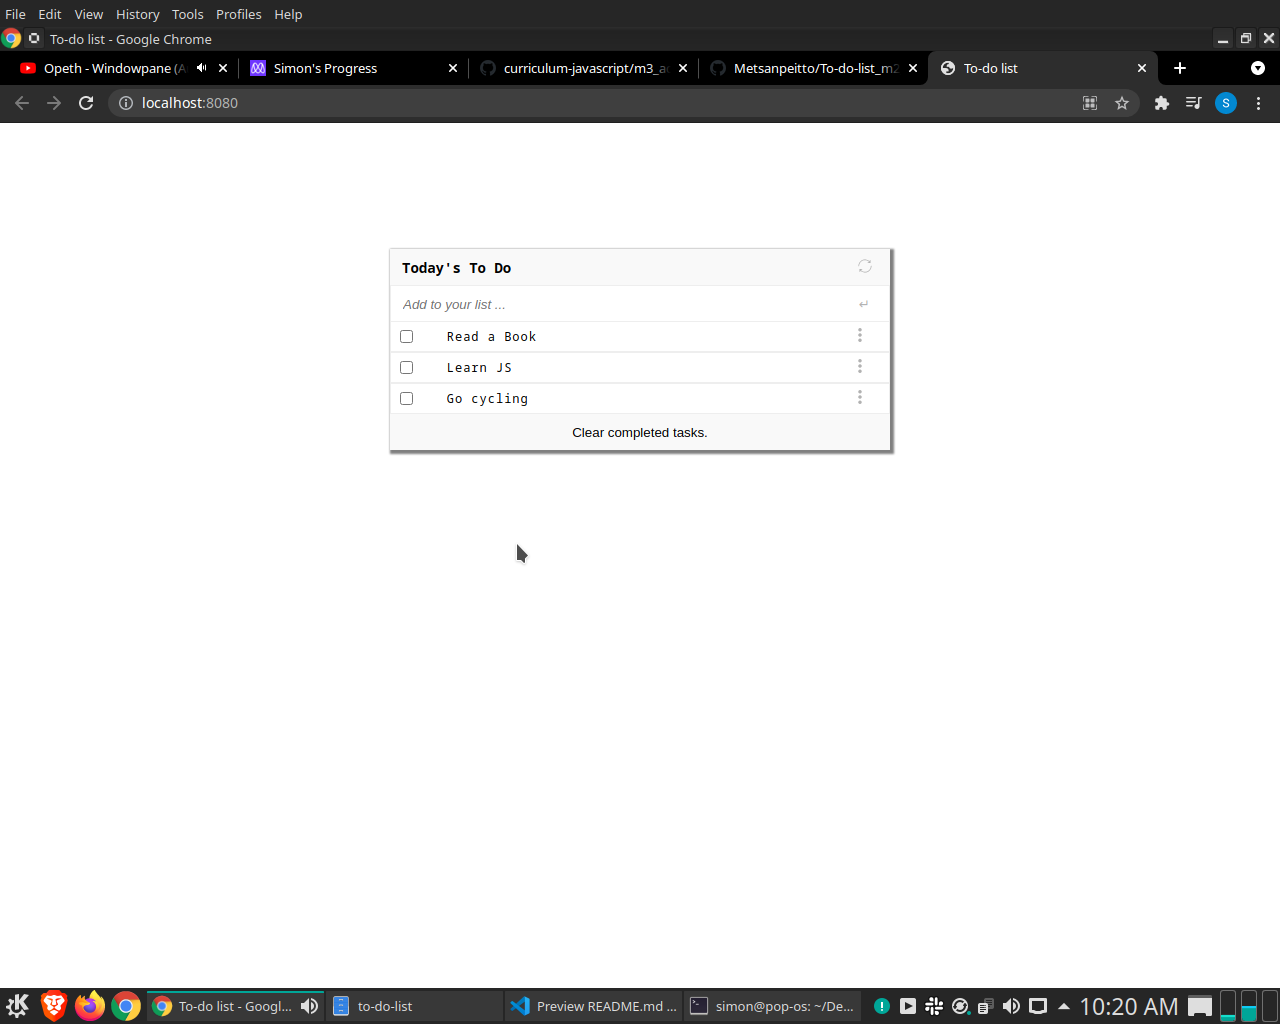 File Edit View History Tools Profiles Help
To-do list - Google Chrome
Opeth - Windowpane (A
Simon's Progress
curriculum-javascript/m3_a
Metsanpeitto/To-do-list_m2
To-do list
localhost:8080
S
Today's To Do
Add to your list ...
Read a Book
Learn JS
Go cycling
Clear completed tasks.
To-do list - Googl...
to-do-list
Preview README.md ...
simon@pop-os: ~/De...
10:20 AM